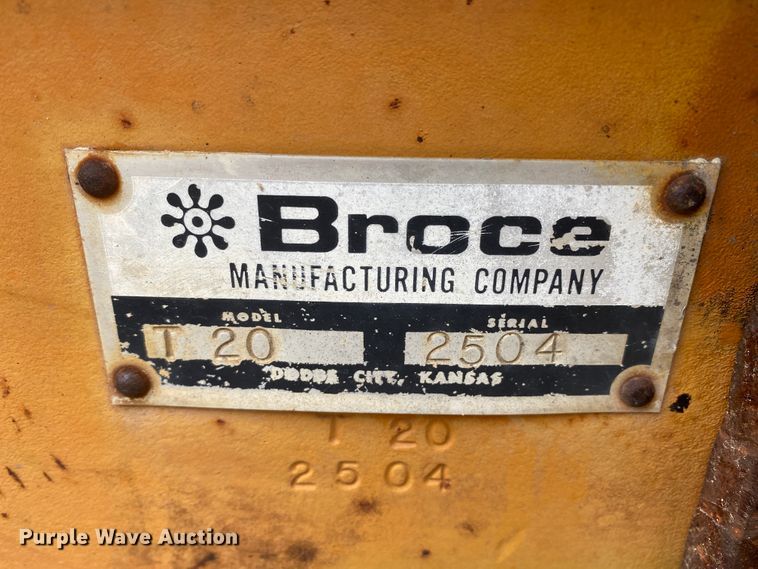 Broce
MANUFACTURING COMPANY
MODEL SERIAL
T 20 2504
DODGE CITY, KANSAS
T 20
2504
Purple Wave Auction